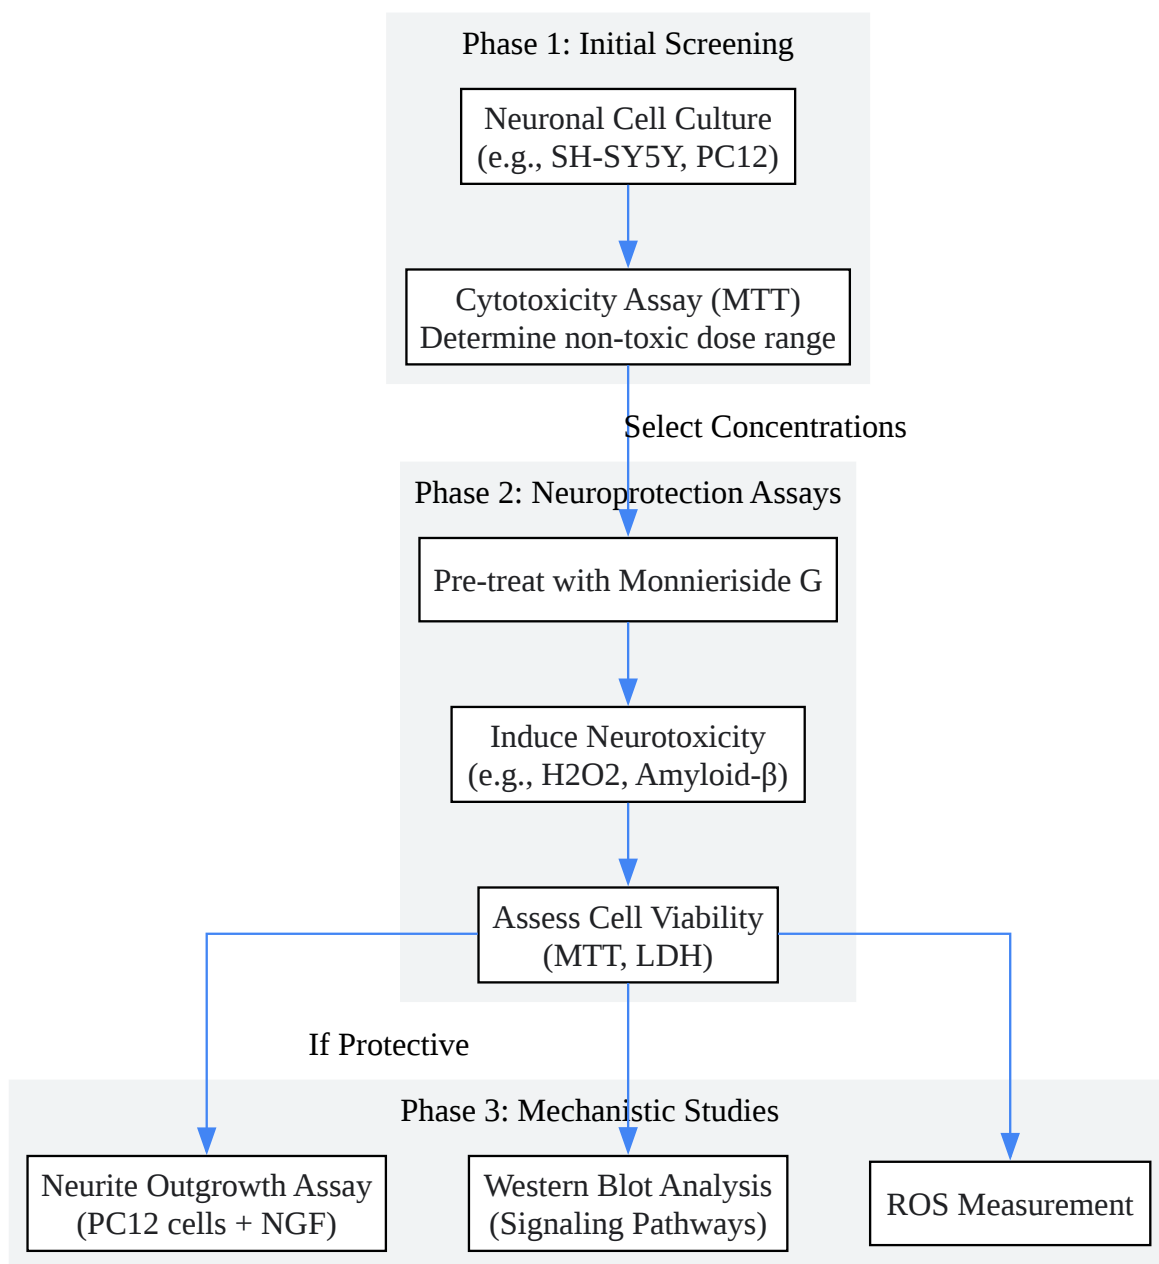 Phase 1: Initial Screening
Neuronal Cell Culture
(e.g., SH-SY5Y, PC12)
Cytotoxicity Assay (MTT)
Determine non-toxic dose range
Select Concentrations
Phase 2: Neuroprotection Assays
Pre-treat with Monnieriside G
Induce Neurotoxicity
(e.g., H2O2, Amyloid-β)
Assess Cell Viability
(MTT, LDH)
If Protective
Phase 3: Mechanistic Studies
Neurite Outgrowth Assay
(PC12 cells + NGF)
Western Blot Analysis
(Signaling Pathways)
ROS Measurement